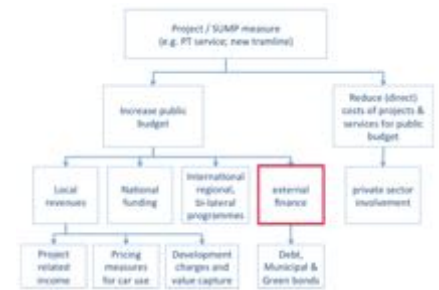 Project / SUMP measure
(e.g. PT service; new tramline)
Increase public
budget
Reduce (direct)
costs of projects &
services for public
budget
Local
revenues
National
funding
International
regional,
bi-lateral
programmes
external
finance
private sector
involvement
Project
related
income
Pricing
measures
for car use
Development
charges and
value capture
Debt,
Municipal &
Green bonds